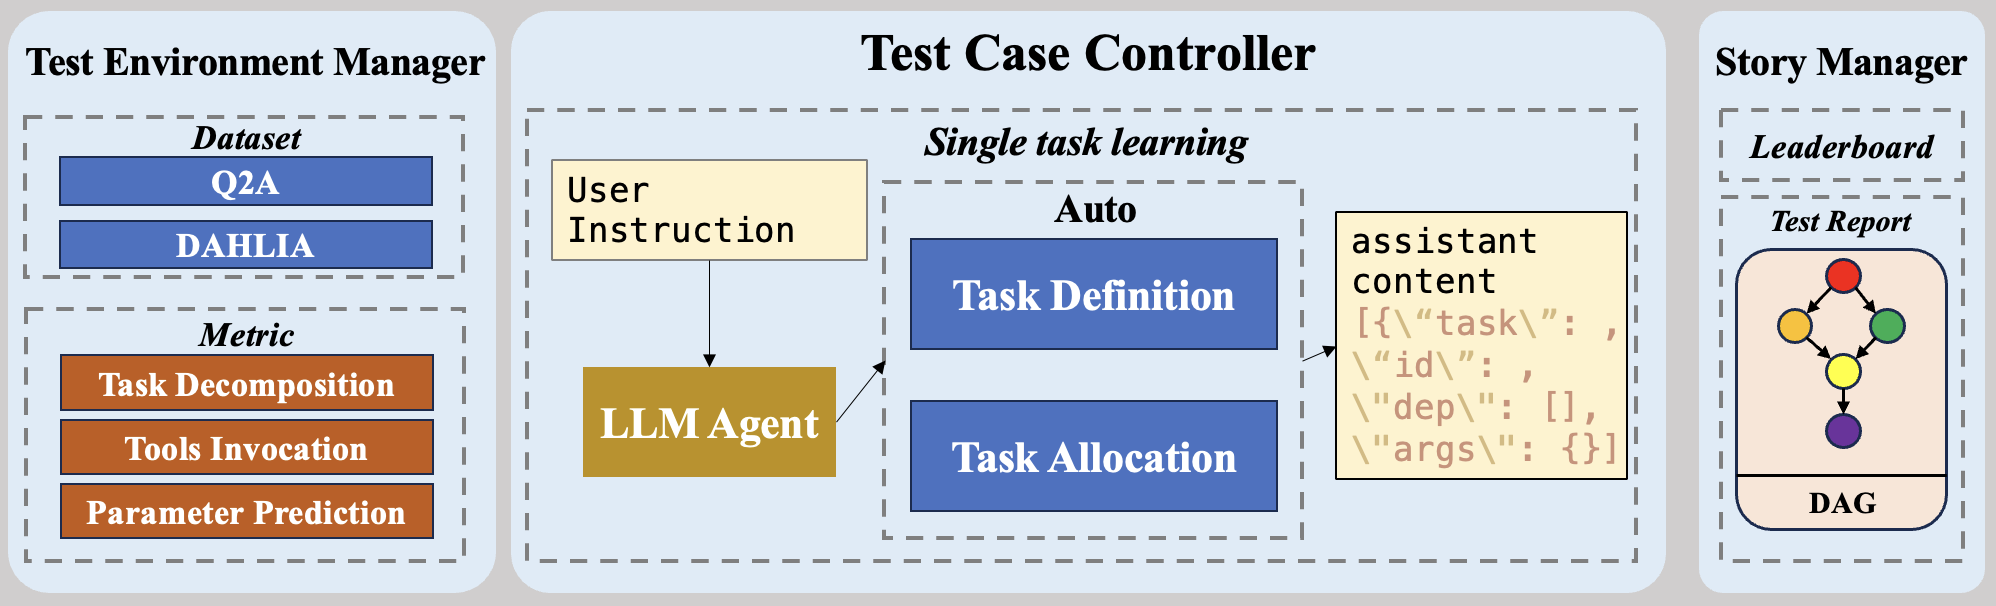 Test Environment Manager
Dataset
Q2A
DAHLIA
Metric
Task Decomposition
Tools Invocation
Parameter Prediction
Test Case Controller
Single task learning
User
Instruction
LLM Agent
Auto
Task Definition
Task Allocation
assistant
content
[{\“task\”: ,
\“id\”: ,
\"dep\": [],
\"args\": {}]
Story Manager
Leaderboard
Test Report
DAG